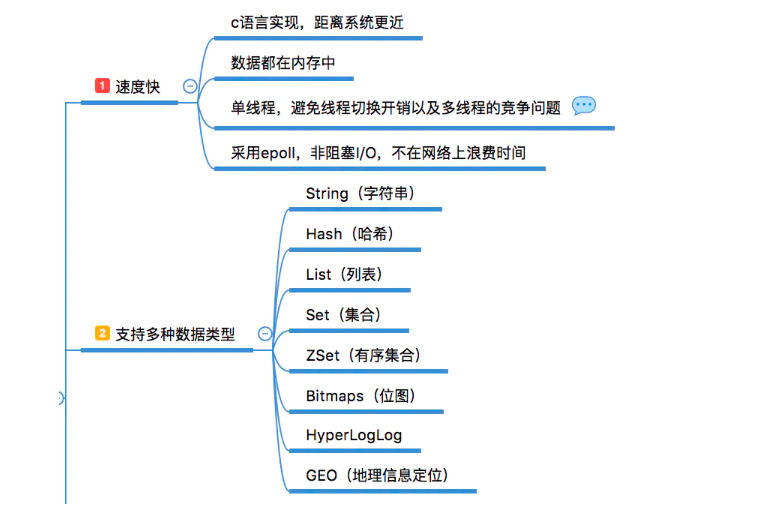 1 速度快
c语言实现，距离系统更近
数据都在内存中
单线程，避免线程切换开销以及多线程的竞争问题
采用epoll，非阻塞I/O，不在网络上浪费时间
2 支持多种数据类型
String（字符串）
Hash（哈希）
List（列表）
Set（集合）
ZSet（有序集合）
Bitmaps（位图）
HyperLogLog
GEO（地理信息定位）